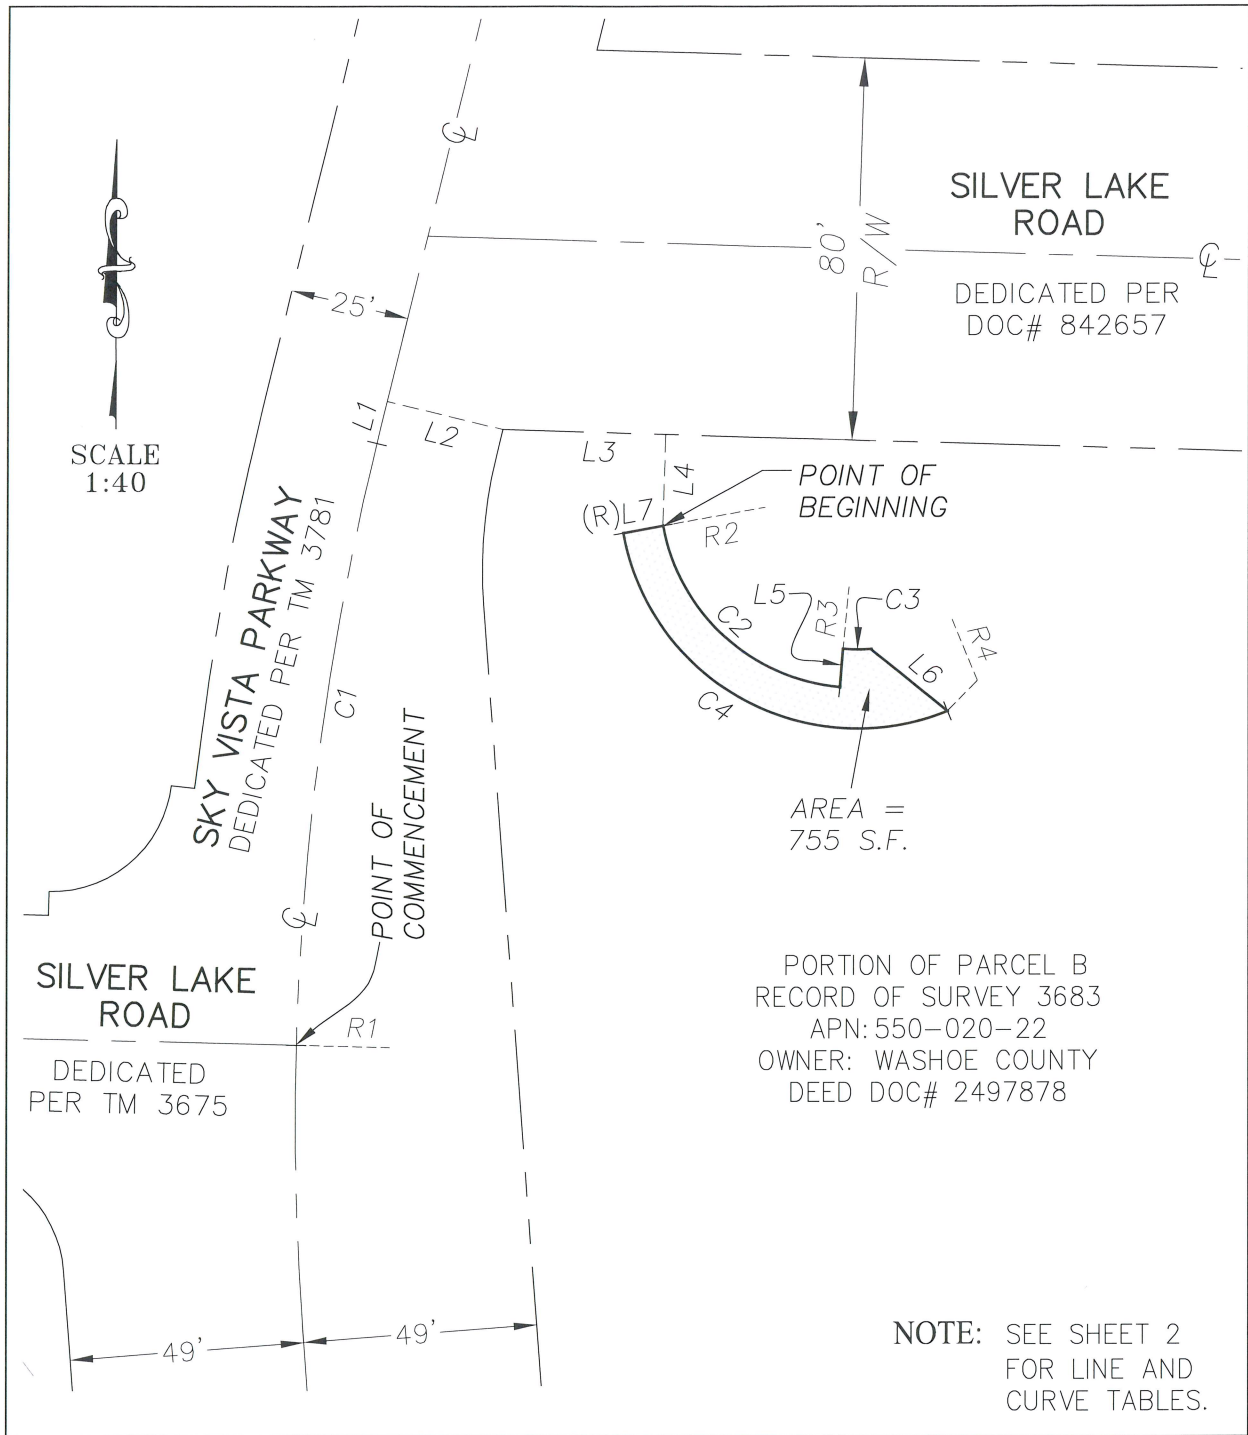 SCALE
1:40
25'
L1
L2
L3
L4
80'
R/W
SILVER LAKE
ROAD
DEDICATED PER
DOC# 842657
POINT OF
BEGINNING
(R)L7
R2
L5
R3
C3
C2
C4
L6
R4
AREA =
755 S.F.
SKY VISTA PARKWAY
DEDICATED PER TM 3781
C1
POINT OF
COMMENCEMENT
SILVER LAKE
ROAD
DEDICATED
PER TM 3675
R1
PORTION OF PARCEL B
RECORD OF SURVEY 3683
APN: 550-020-22
OWNER: WASHOE COUNTY
DEED DOC# 2497878
49'
49'
NOTE: SEE SHEET 2
FOR LINE AND
CURVE TABLES.